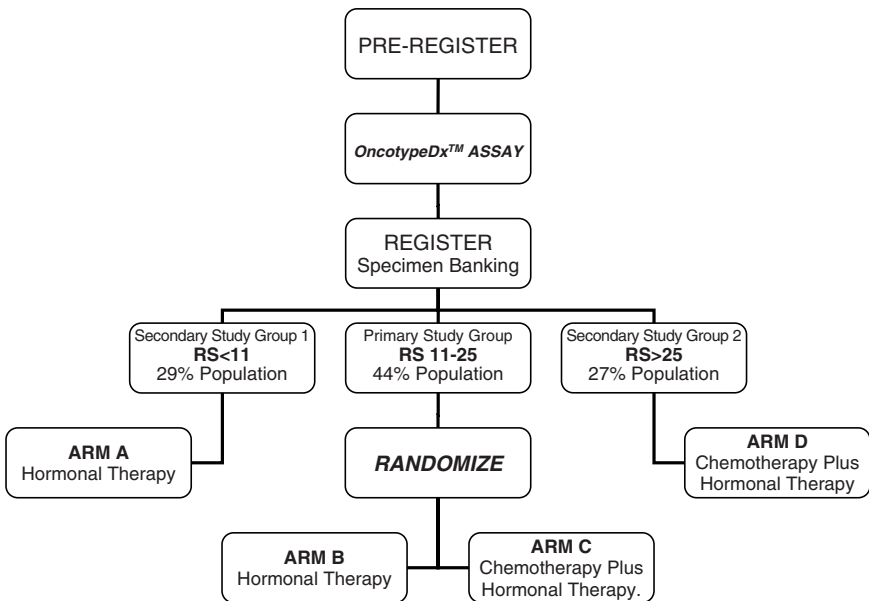 PRE-REGISTER
OncotypeDx™ ASSAY
REGISTER
Specimen Banking
Secondary Study Group 1
RS<11
29% Population
Primary Study Group
RS 11-25
44% Population
Secondary Study Group 2
RS>25
27% Population
ARM A
Hormonal Therapy
RANDOMIZE
ARM D
Chemotherapy Plus
Hormonal Therapy
ARM B
Hormonal Therapy
ARM C
Chemotherapy Plus
Hormonal Therapy.